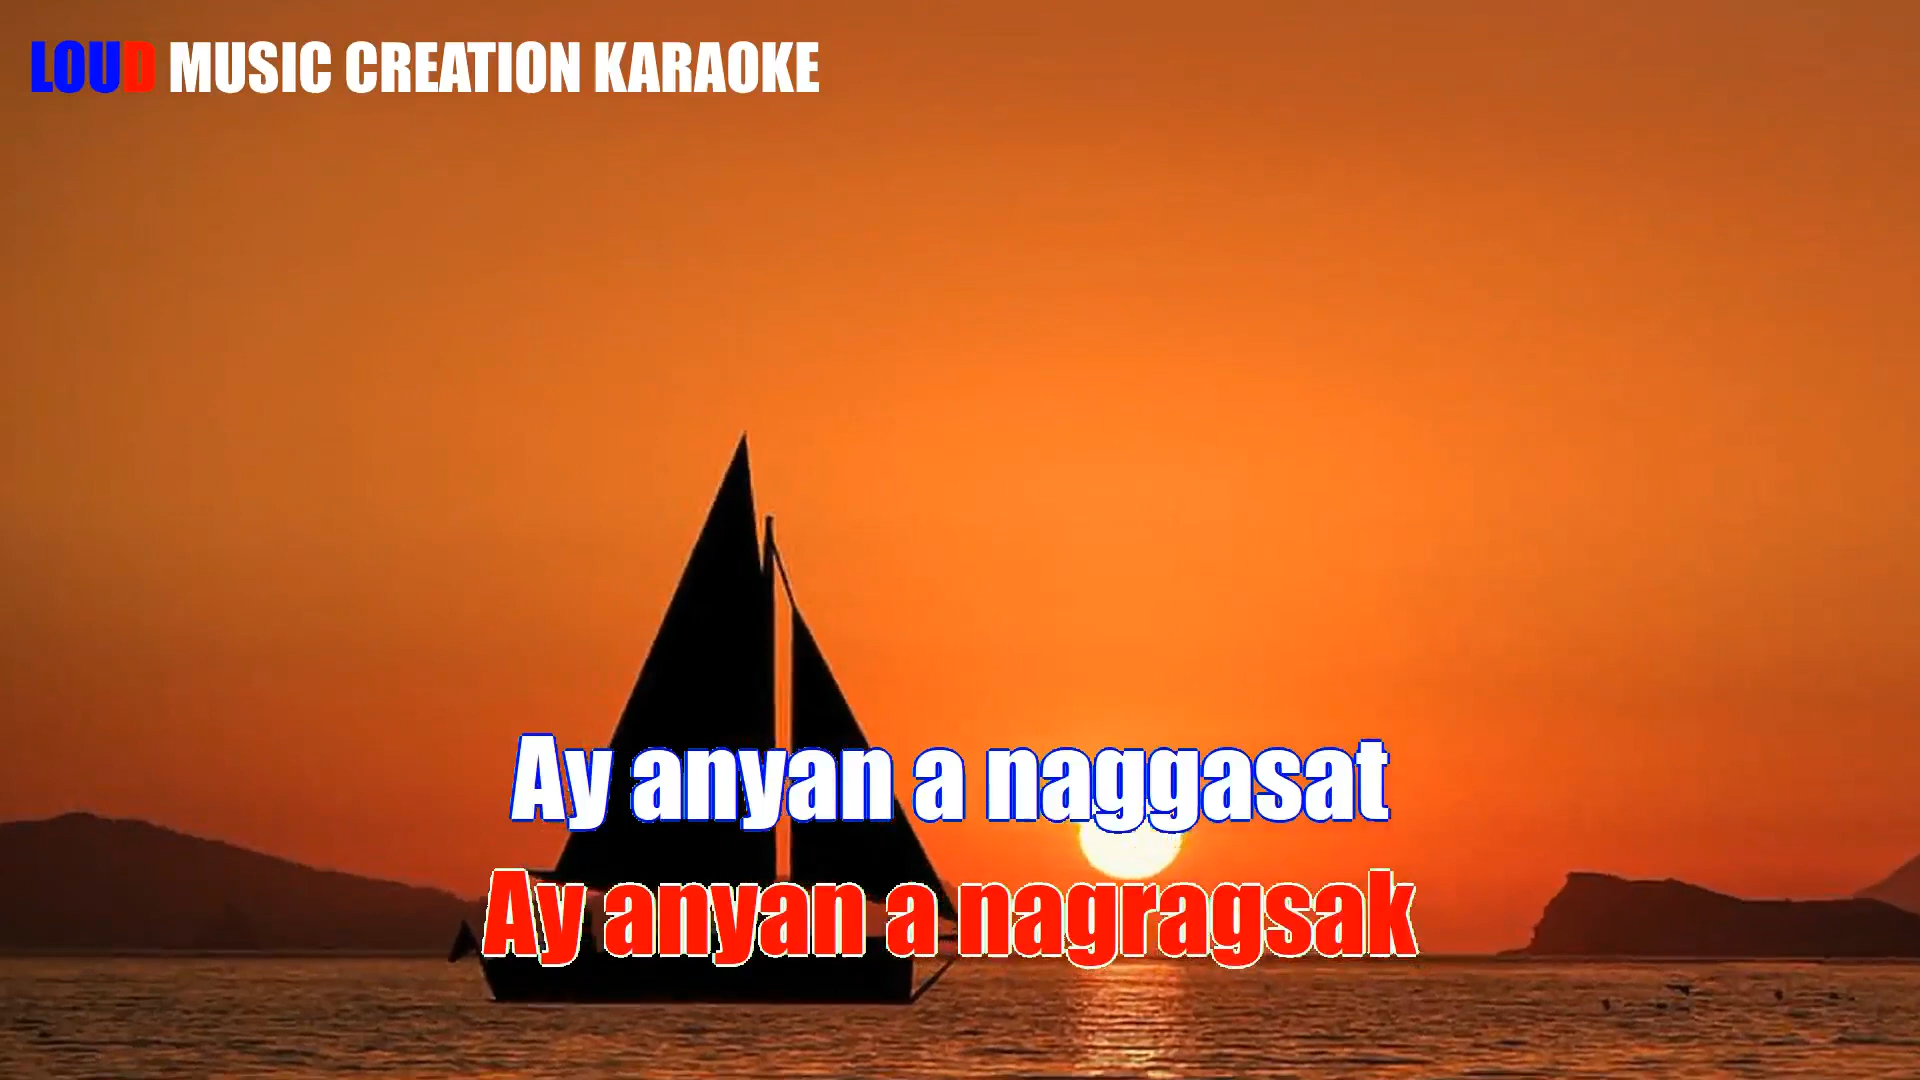 LOUD MUSIC CREATION KARAOKE
Ay anyan a naggasat
Ay anyan a nagragsak